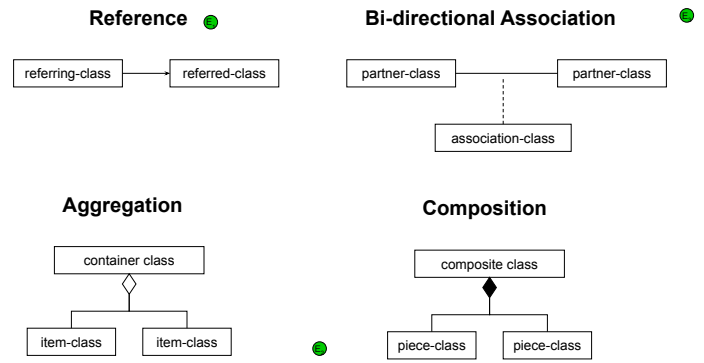 Reference
Bi-directional Association
referring-class
referred-class
partner-class
partner-class
association-class
Aggregation
Composition
container class
composite class
item-class
item-class
piece-class
piece-class